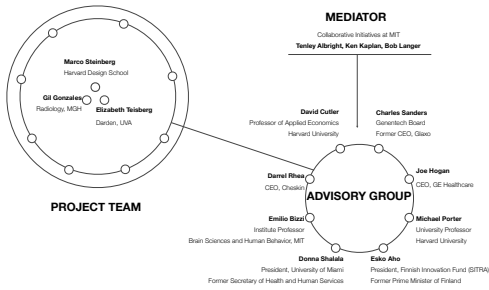 MEDIATOR
Collaborative Initiatives at MIT
Tenley Albright, Ken Kaplan, Bob Langer
Marco Steinberg
Harvard Design School
Gil Gonzales
Radiology, MGH
Elizabeth Teisberg
Darden, UVA
PROJECT TEAM
David Cutler
Professor of Applied Economics
Harvard University
Charles Sanders
Genentech Board
Former CEO, Glaxo
Darrel Rhea
CEO, Cheskin
Joe Hogan
CEO, GE Healthcare
ADVISORY GROUP
Emilio Bizzi
Institute Professor
Brain Sciences and Human Behavior, MIT
Michael Porter
University Professor
Harvard University
Donna Shalala
President, University of Miami
Former Secretary of Health and Human Services
Esko Aho
President, Finnish Innovation Fund (SITRA)
Former Prime Minister of Finland